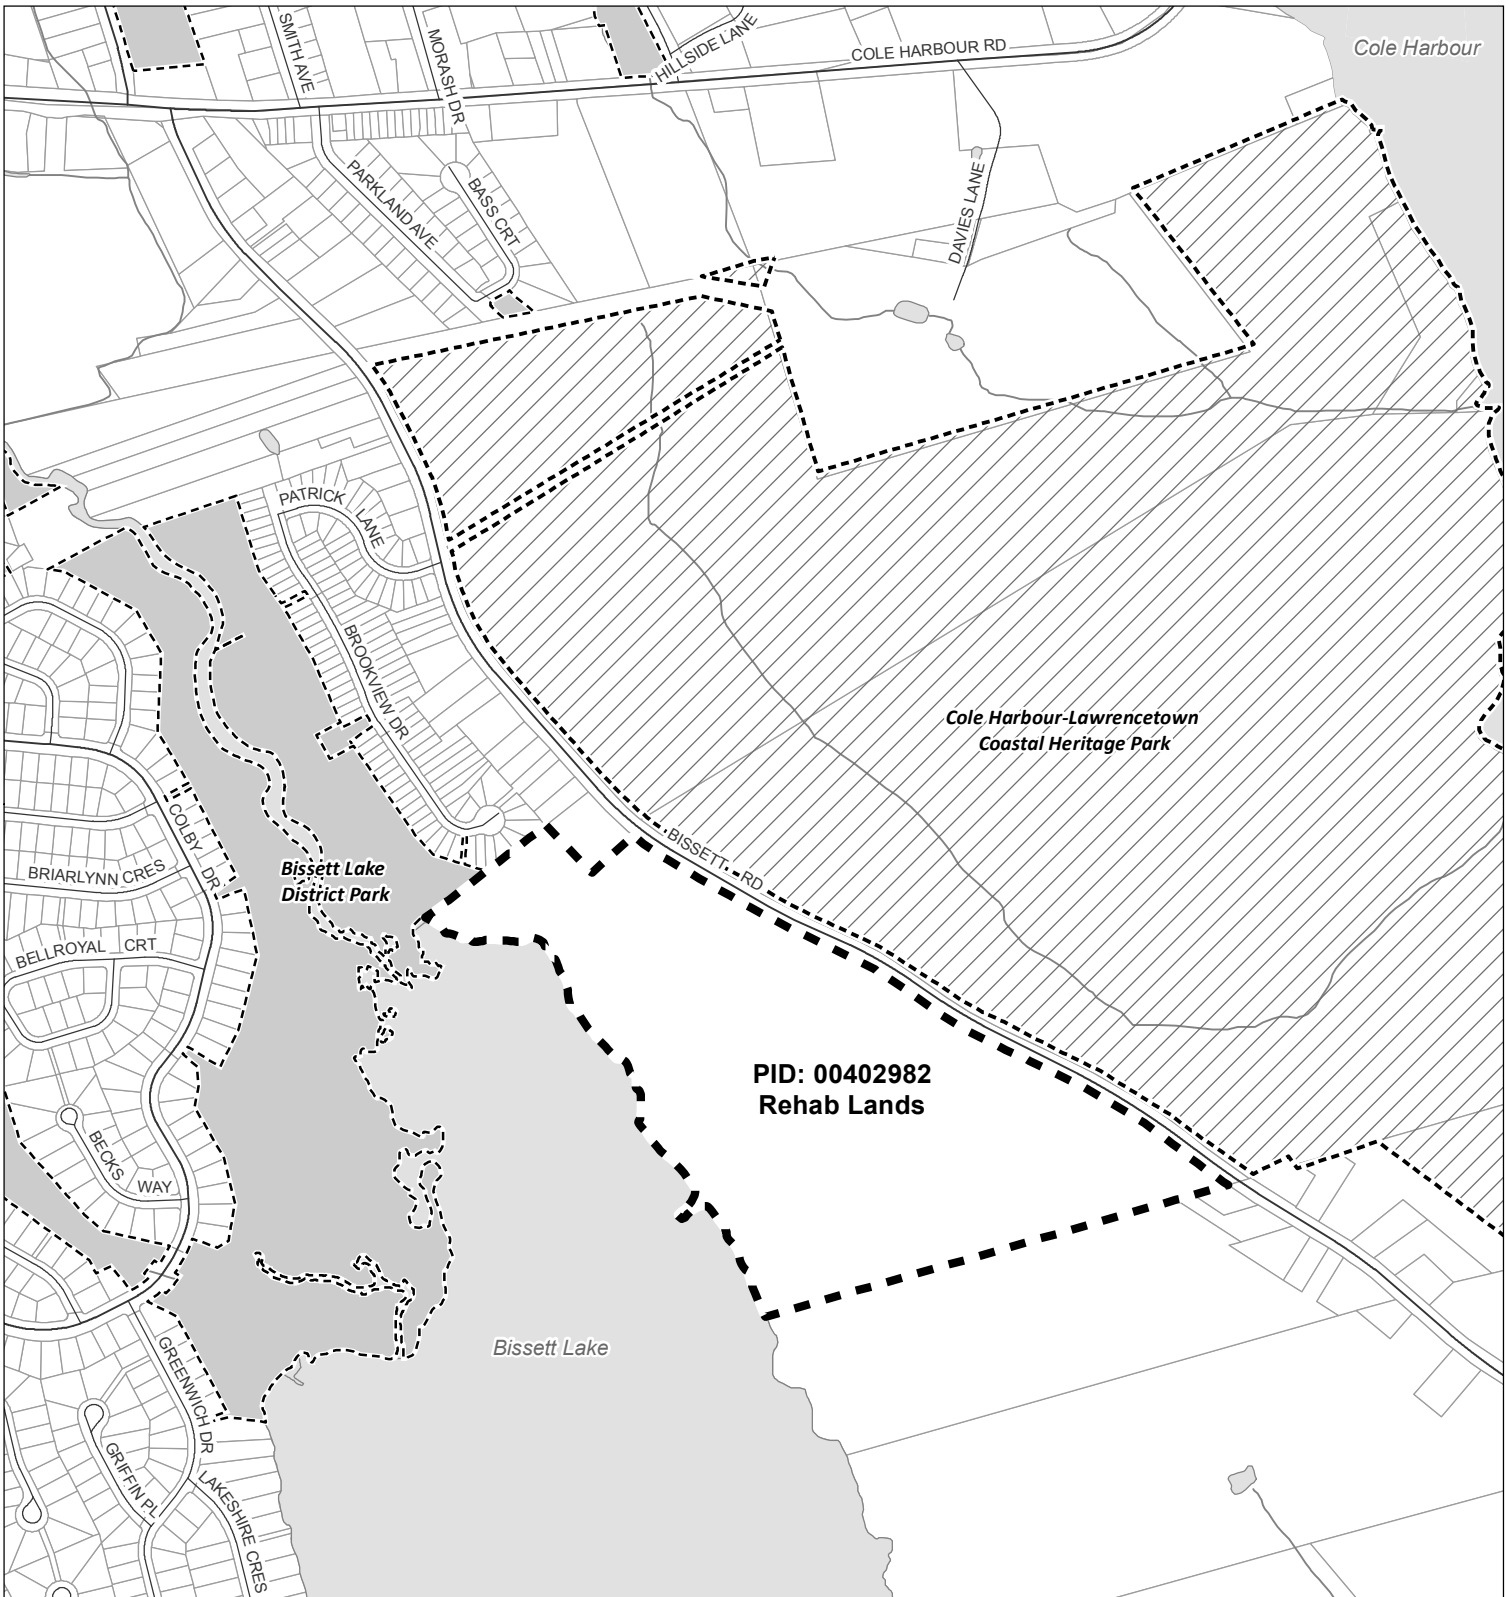 SMITH AVE
MORASH DR
HILLSIDE LANE
COLE HARBOUR RD
Cole Harbour
PARKLAND AVE
BASS CRT
DAVIES LANE
PATRICK LANE
BROOKVIEW DR
Cole Harbour-Lawrencetown
Coastal Heritage Park
COLBY DR
BISSETT RD
BRIARLYNN CRES
Bissett Lake
District Park
BELLROYAL CRT
PID: 00402982
Rehab Lands
BECKS WAY
Bissett Lake
GREENWICH DR
GRIFFIN PL
LAKESHIRE CRES